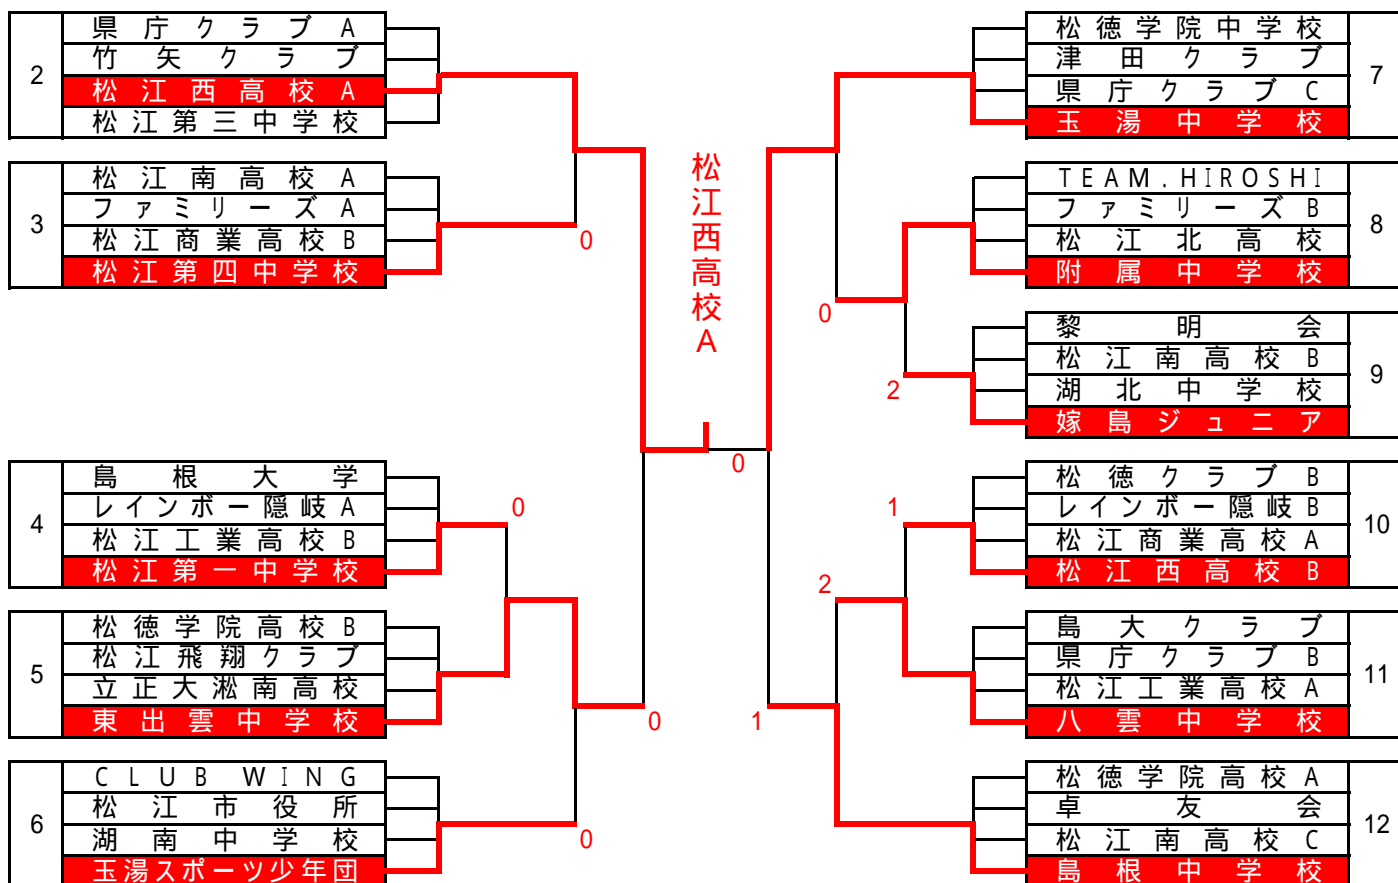 2
県庁クラブA
竹矢クラブ
松江西高校A
松江第三中学校
3
松江南高校A
ファミリーズA
松江商業高校B
松江第四中学校
0
4
島根大学
レインボー隠岐A
松江工業高校B
松江第一中学校
0
5
松徳学院高校B
松江飛翔クラブ
立正大淞南高校
東出雲中学校
0
6
CLUB WING
松江市役所
湖南中学校
玉湯スポーツ少年団
0
松江西高校A
0
松徳学院中学校
津田クラブ
県庁クラブC
玉湯中学校
7
TEAM.HIROSHI
ファミリーズB
松江北高校
附属中学校
8
0
黎明会
松江南高校B
湖北中学校
嫁島ジュニア
9
2
松徳クラブB
レインボー隠岐B
松江商業高校A
松江西高校B
10
1
2
島大クラブ
県庁クラブB
松江工業高校A
八雲中学校
11
1
松徳学院高校A
卓友会
松江南高校C
島根中学校
12